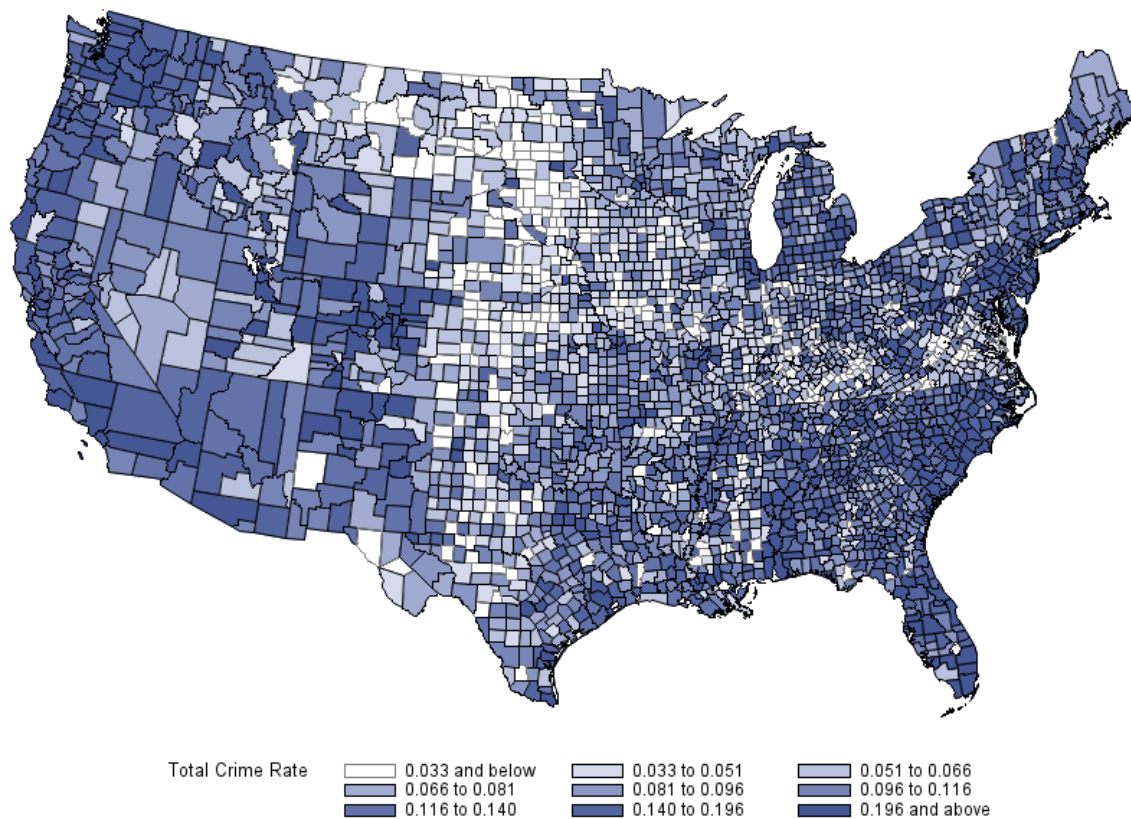 Total Crime Rate 0.033 and below 0.033 to 0.051 0.051 to 0.066
0.066 to 0.081 0.081 to 0.096 0.096 to 0.116
0.116 to 0.140 0.140 to 0.196 0.196 and above